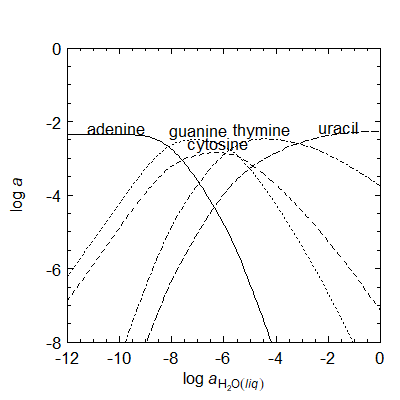 0
-2
-4
-6
-8
log a
adenine
guanine
thymine
uracil
cytosine
-12
-10
-8
-6
-4
-2
0
log a H₂O(liq)